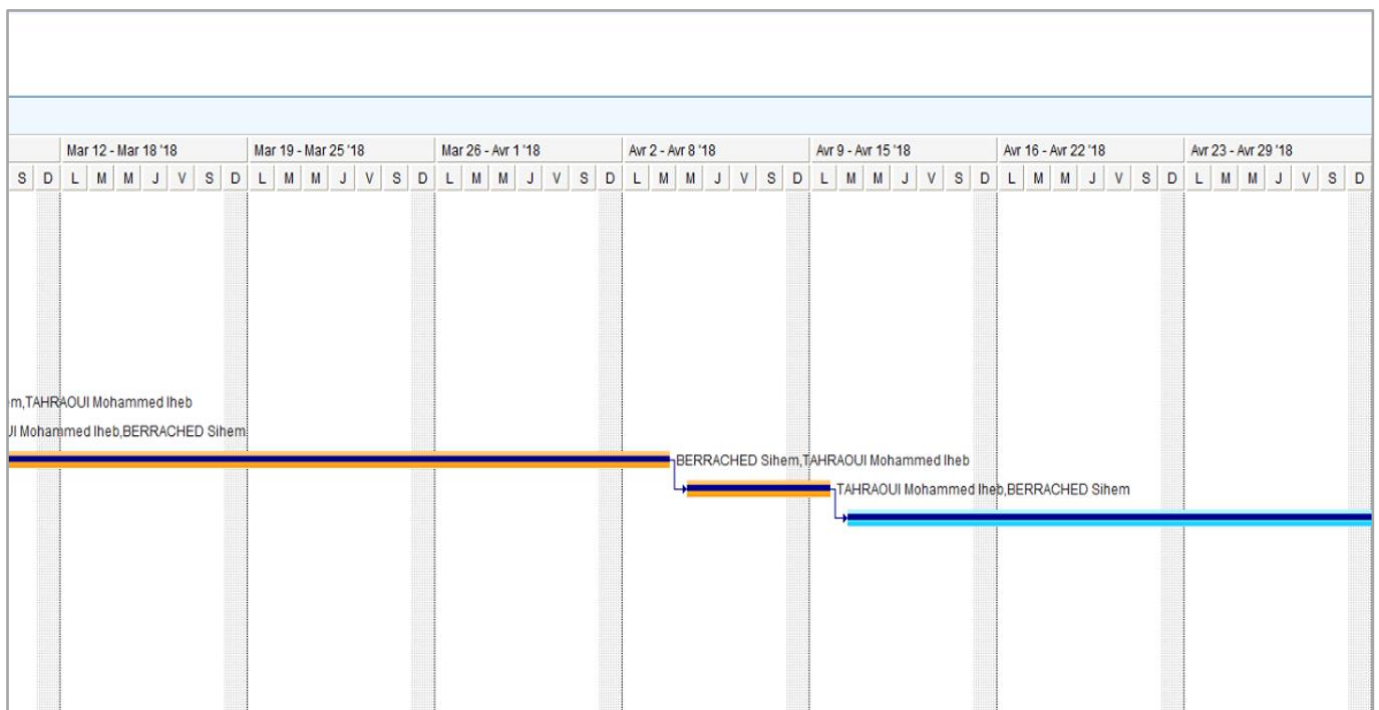 Mar 12 - Mar 18 '18 Mar 19 - Mar 25 '18 Mar 26 - Avr 1 '18 Avr 2 - Avr 8 '18 Avr 9 - Avr 15 '18 Avr 16 - Avr 22 '18 Avr 23 - Avr 29 '18
S D L M M J V S D L M M J V S D L M M J V S D L M M J V S D L M M J V S D L M M J V S D L M M J V S D
m,TAHRAOUI Mohammed Iheb
UI Mohammed Iheb,BERRACHED Sihem
BERRACHED Sihem,TAHRAOUI Mohammed Iheb
TAHRAOUI Mohammed Iheb,BERRACHED Sihem